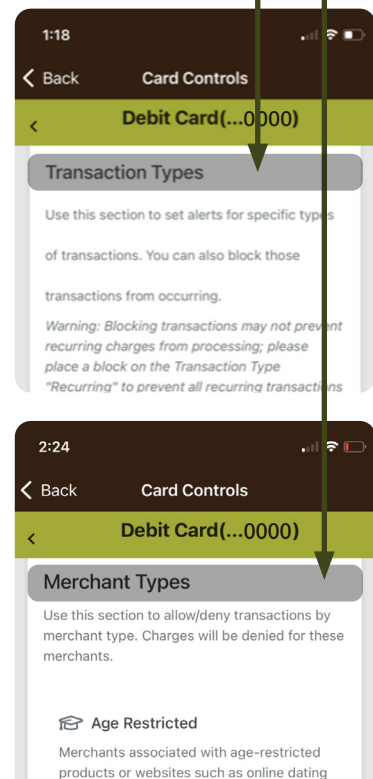 1:18
Back Card Controls
Debit Card(...0000)
Transaction Types
Use this section to set alerts for specific types
of transactions. You can also block those
transactions from occurring.
Warning: Blocking transactions may not prevent
recurring charges from processing; please
place a block on the Transaction Type
"Recurring" to prevent all recurring transactions
2:24
Back Card Controls
Debit Card(...0000)
Merchant Types
Use this section to allow/deny transactions by
merchant type. Charges will be denied for these
merchants.
Age Restricted
Merchants associated with age-restricted
products or websites such as online dating